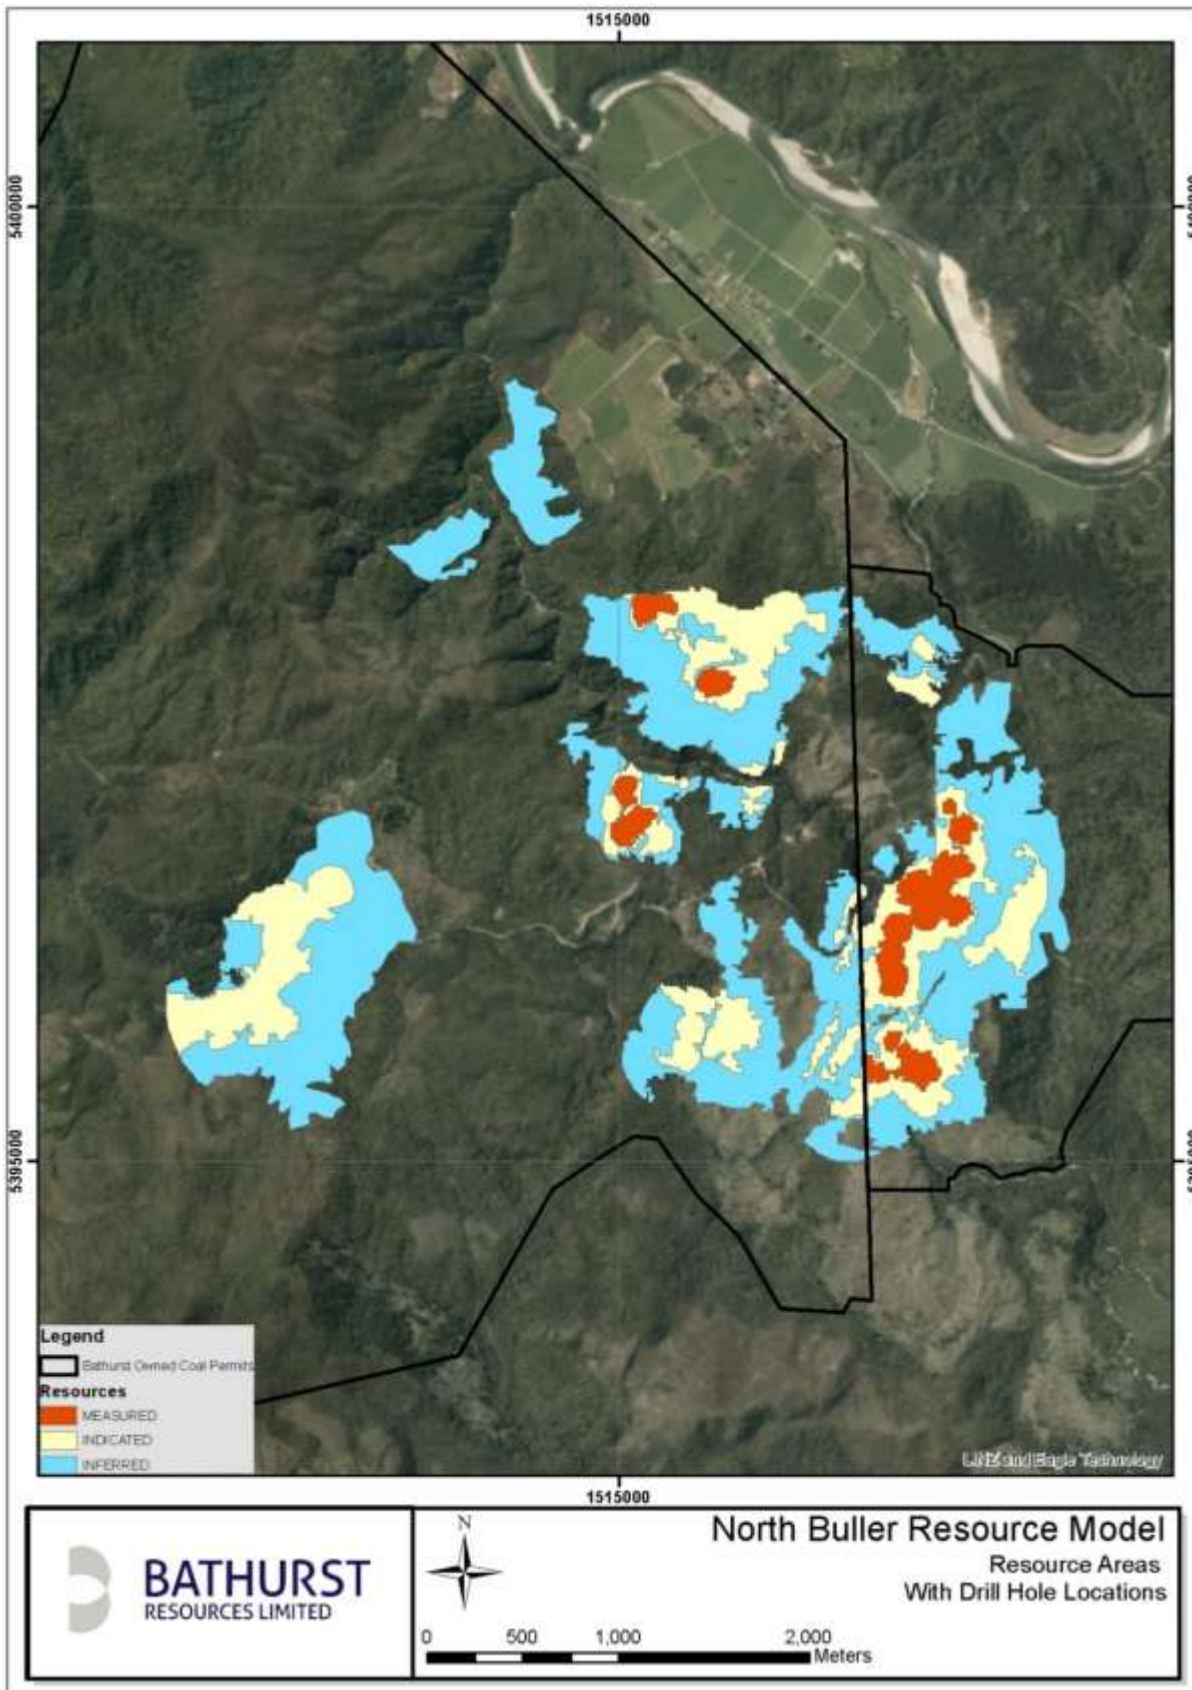 1515000
5400000
5395000
Legend
Bathurst Owned Coal Permits
Resources
MEASURED
INDICATED
INFERRED
LINZ and Eagle Technology
1515000
BATHURST
RESOURCES LIMITED
N
North Buller Resource Model
Resource Areas
With Drill Hole Locations
0 500 1,000 2,000
Meters